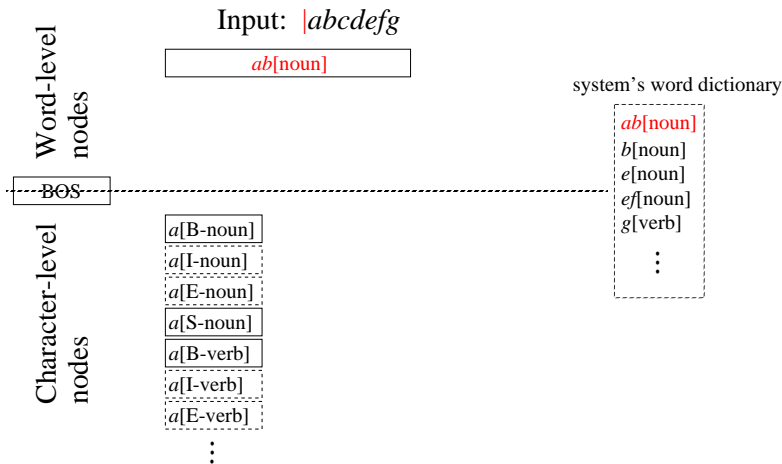 Input: |abcdefg
Word-level
nodes
ab[noun]
system's word dictionary
ab[noun]
b[noun]
e[noun]
ef[noun]
g[verb]
⋮
BOS
Character-level
nodes
a[B-noun]
a[I-noun]
a[E-noun]
a[S-noun]
a[B-verb]
a[I-verb]
a[E-verb]
⋮